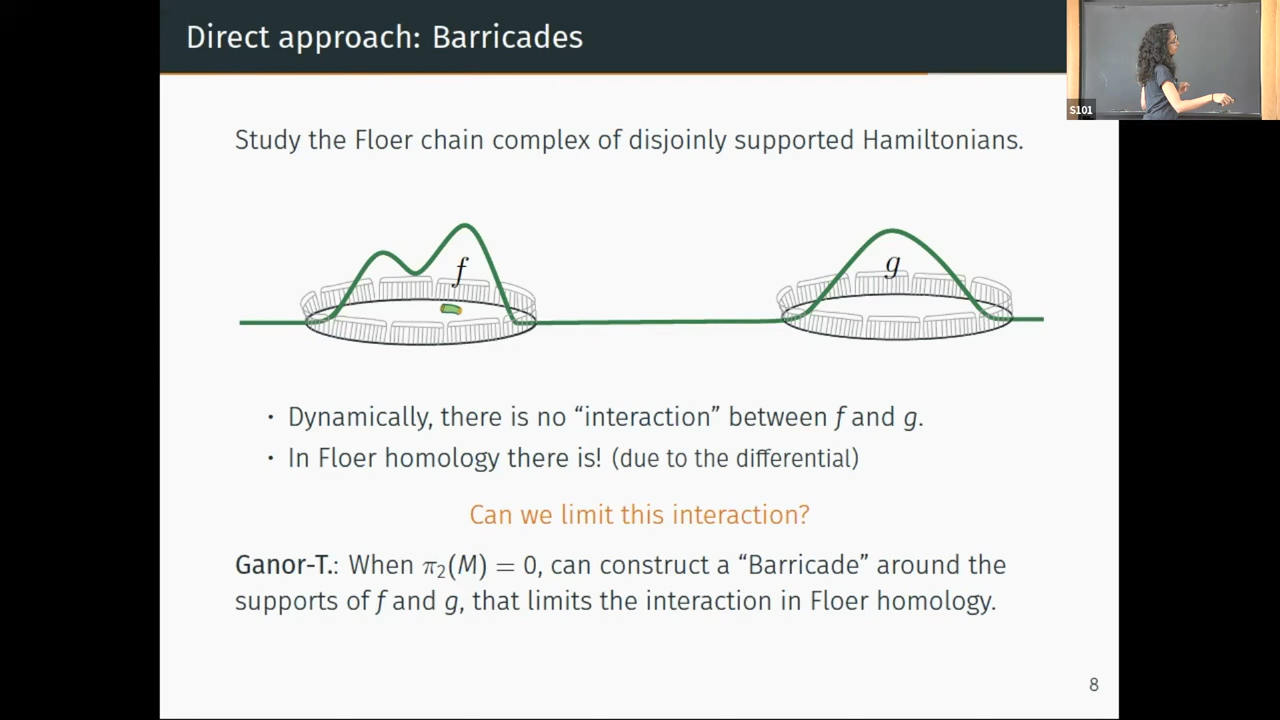 Direct approach: Barricades
S101
Study the Floer chain complex of disjoinly supported Hamiltonians.
f
g
· Dynamically, there is no “interaction” between f and g.
· In Floer homology there is! (due to the differential)
Can we limit this interaction?
Ganor-T.: When π₂(M) = 0, can construct a “Barricade” around the
supports of f and g, that limits the interaction in Floer homology.
8